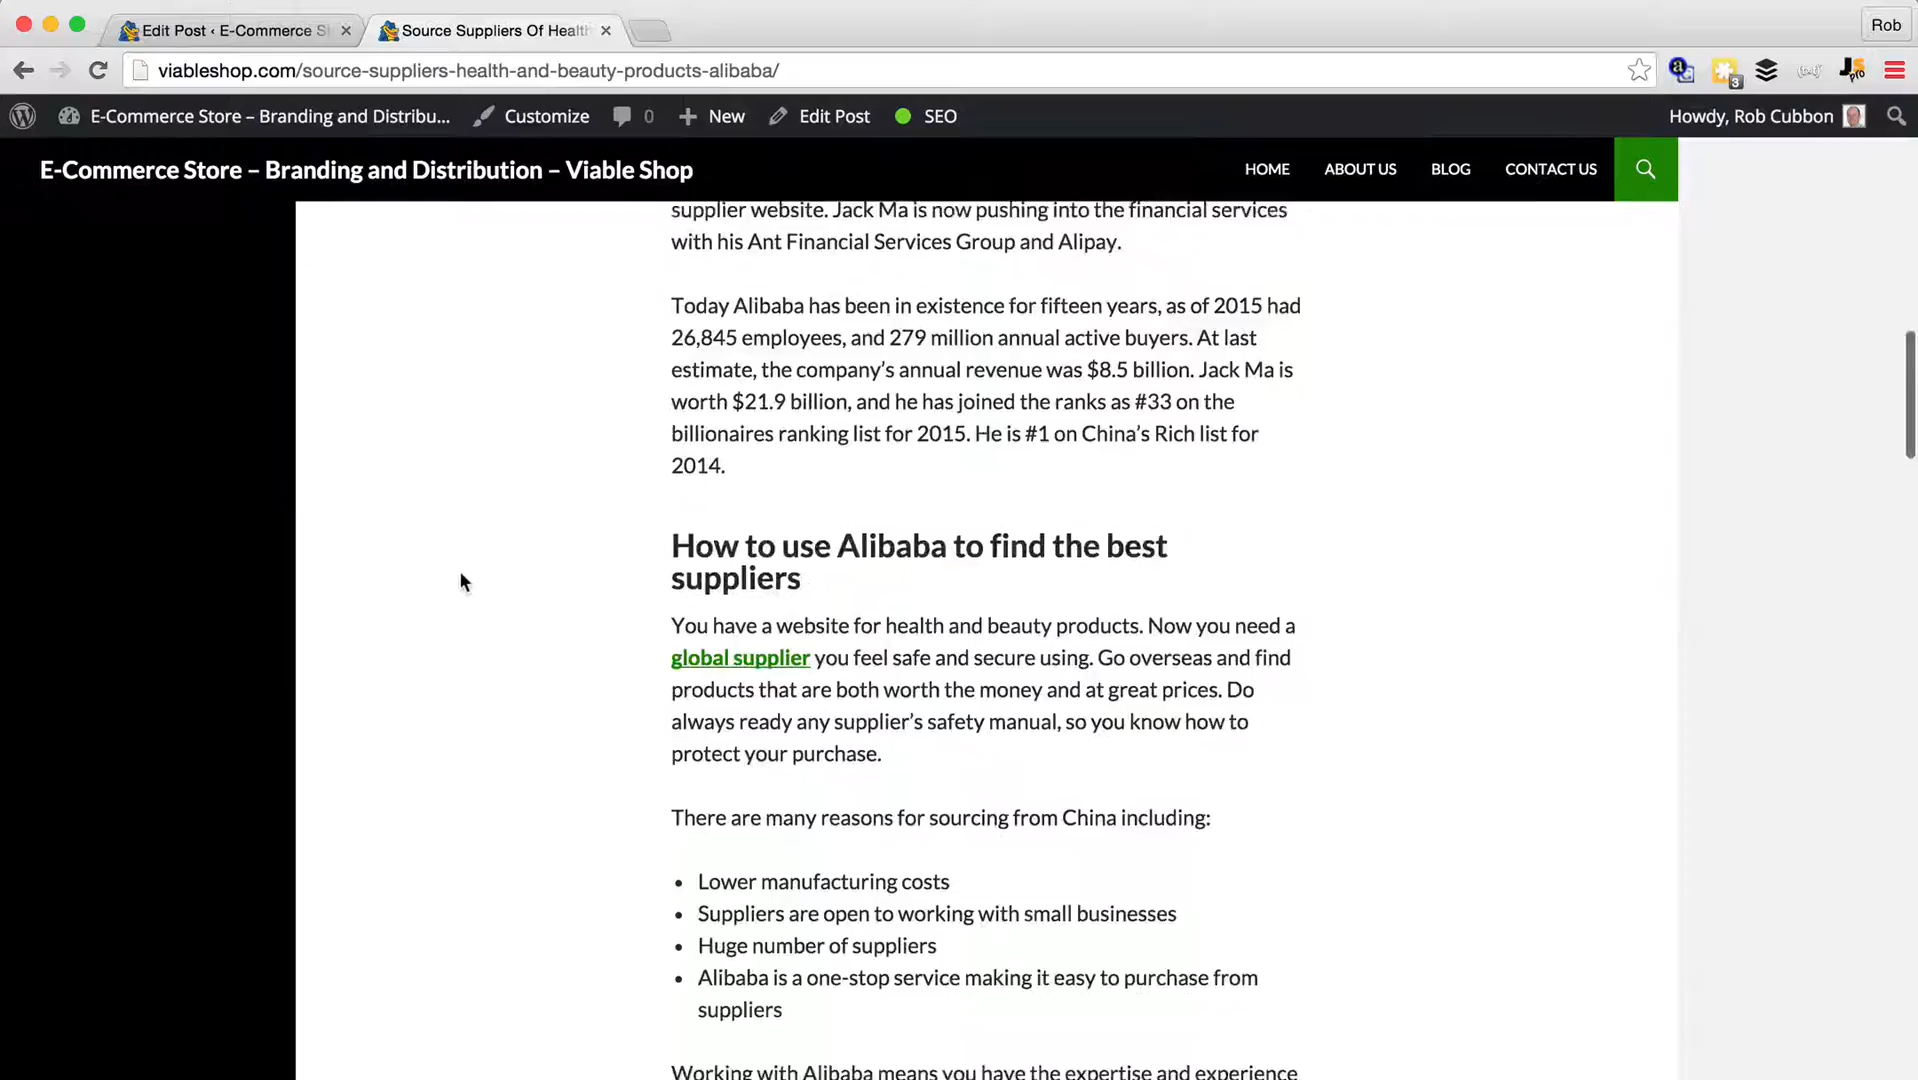 Edit Post ‹ E-Commerce S
Source Suppliers Of Health
Rob
viableshop.com/source-suppliers-health-and-beauty-products-alibaba/
3
E-Commerce Store – Branding and Distribu...
Customize
0
New
Edit Post
SEO
Howdy, Rob Cubbon
E-Commerce Store – Branding and Distribution – Viable Shop
HOME
ABOUT US
BLOG
CONTACT US
supplier website. Jack Ma is now pushing into the financial services
with his Ant Financial Services Group and Alipay.
Today Alibaba has been in existence for fifteen years, as of 2015 had
26,845 employees, and 279 million annual active buyers. At last
estimate, the company’s annual revenue was $8.5 billion. Jack Ma is
worth $21.9 billion, and he has joined the ranks as #33 on the
billionaires ranking list for 2015. He is #1 on China’s Rich list for
2014.
How to use Alibaba to find the best
suppliers
You have a website for health and beauty products. Now you need a
global supplier you feel safe and secure using. Go overseas and find
products that are both worth the money and at great prices. Do
always ready any supplier’s safety manual, so you know how to
protect your purchase.
There are many reasons for sourcing from China including:
• Lower manufacturing costs
• Suppliers are open to working with small businesses
• Huge number of suppliers
• Alibaba is a one-stop service making it easy to purchase from
suppliers
Working with Alibaba means you have the expertise and experience